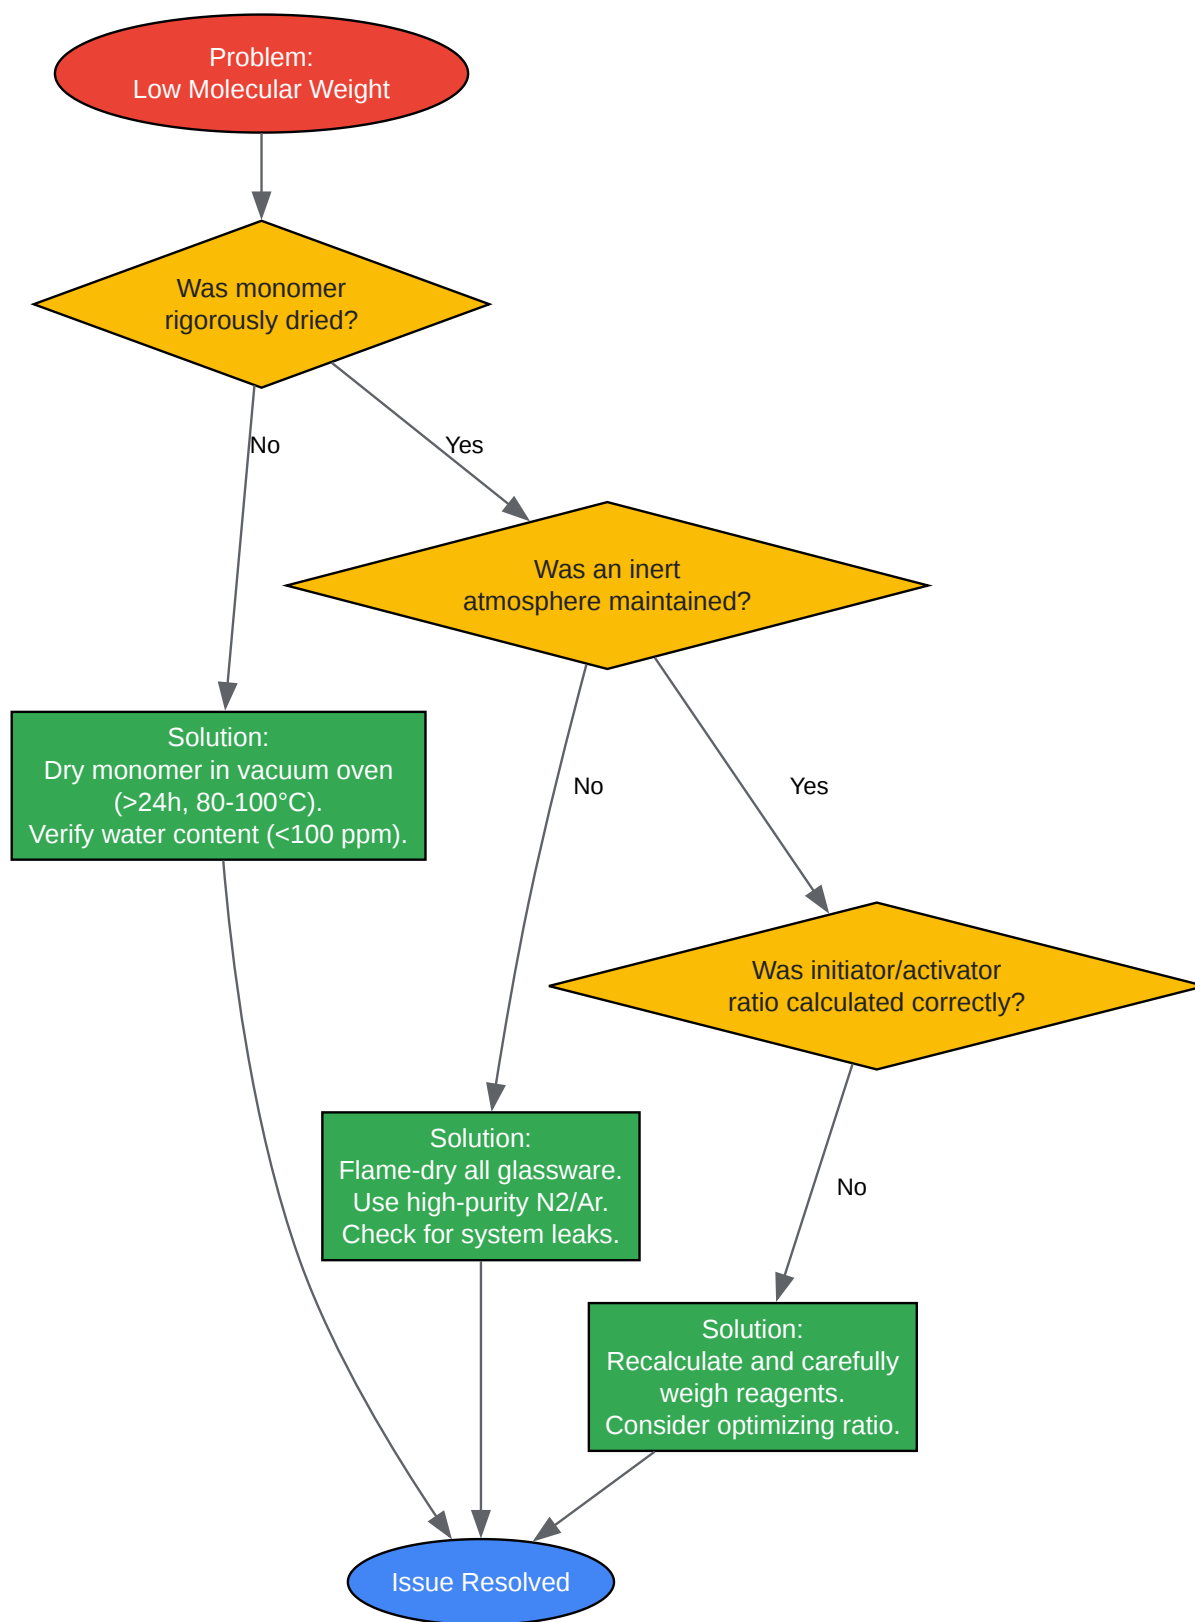 Problem:
Low Molecular Weight
Was monomer
rigorously dried?
No
Yes
Was an inert
atmosphere maintained?
Solution:
Dry monomer in vacuum oven
(>24h, 80-100°C).
Verify water content (<100 ppm).
No
Yes
Was initiator/activator
ratio calculated correctly?
Solution:
Flame-dry all glassware.
Use high-purity N2/Ar.
Check for system leaks.
No
Solution:
Recalculate and carefully
weigh reagents.
Consider optimizing ratio.
Issue Resolved